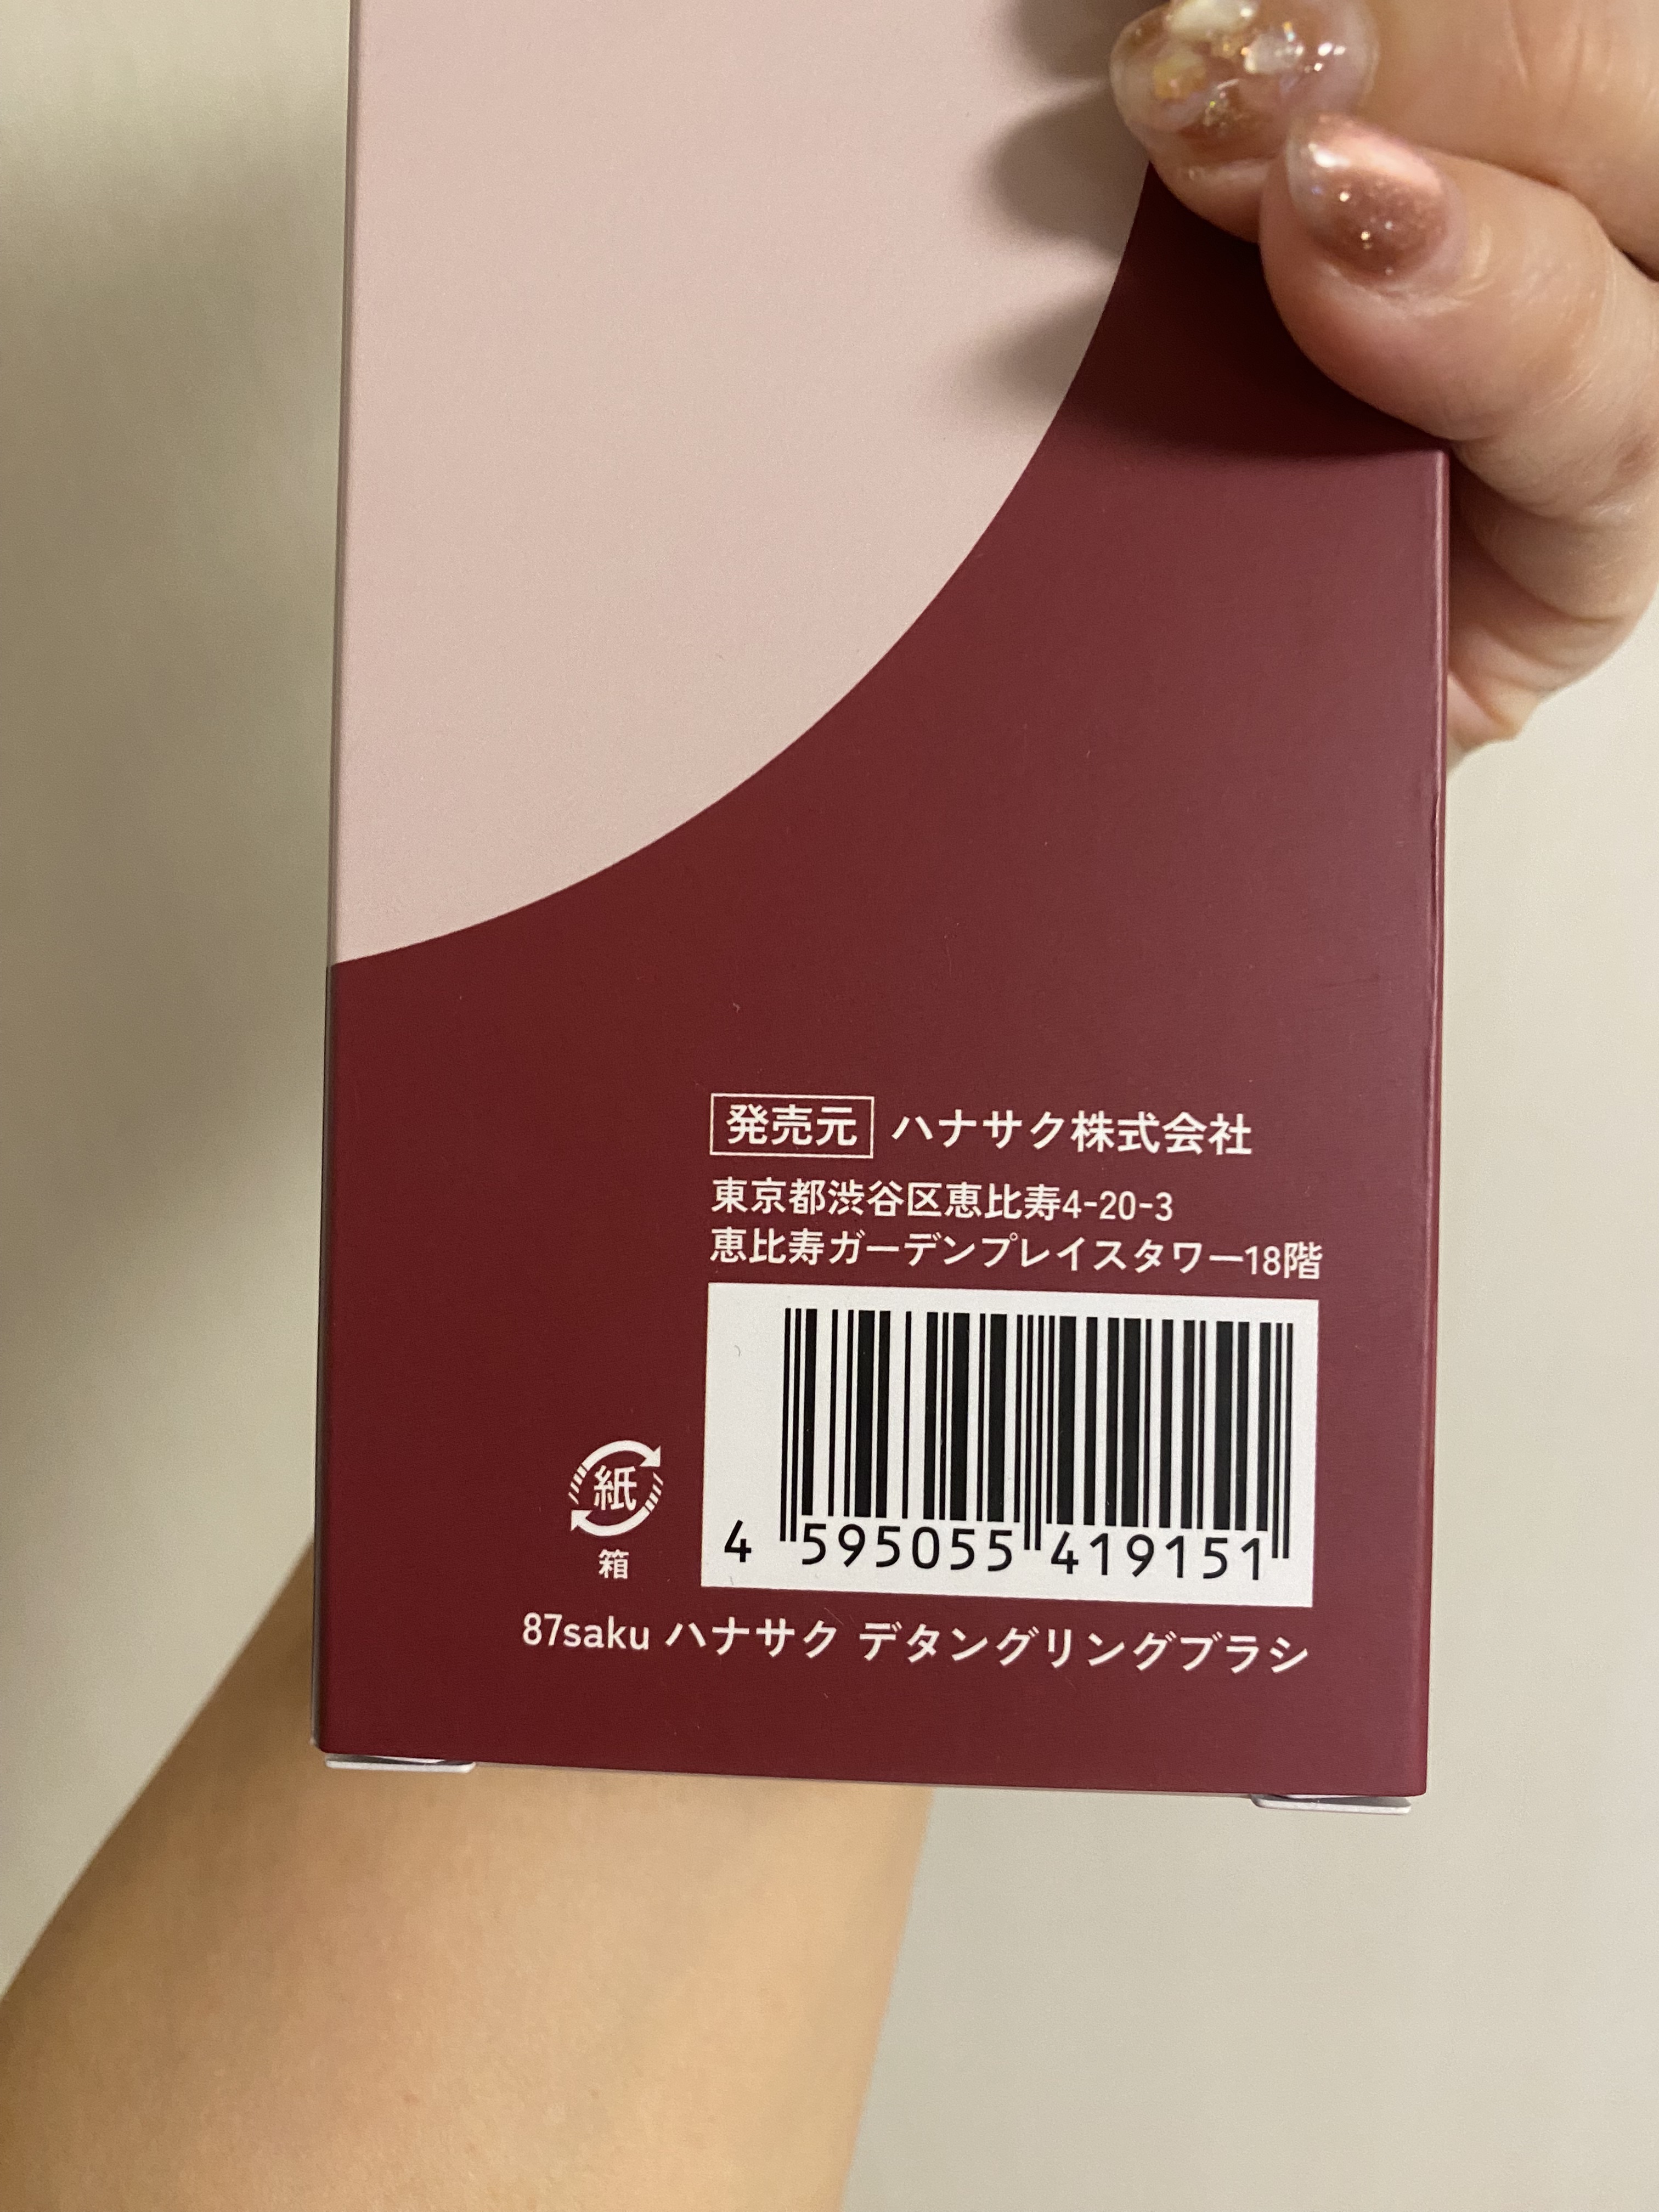 発売元 ハナサク株式会社
東京都渋谷区恵比寿4-20-3
恵比寿ガーデンプレイスタワー18階
紙
箱
4 595055 419151
87saku ハナサク デタングリングブラシ